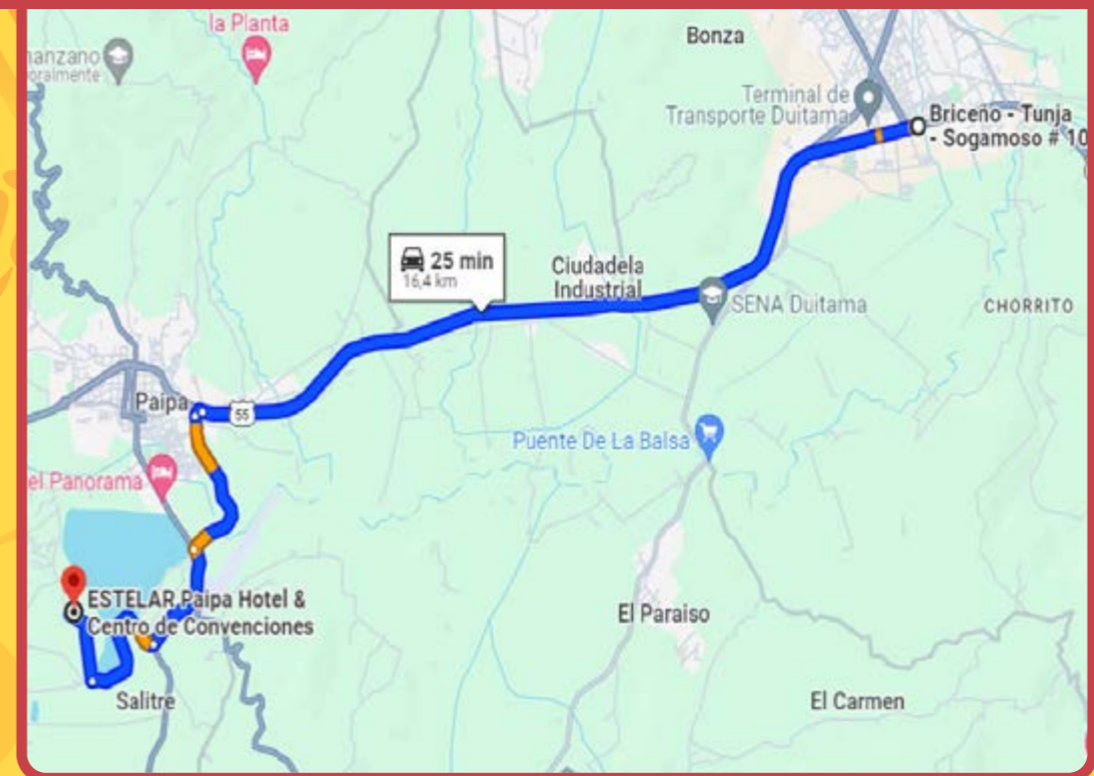 la Planta
anzano
oralmente
Bonza
Terminal de
Transporte Duitama
Briceño - Tunja
- Sogamoso # 10
25 min
16,4 km
Ciudadela
Industrial
SENA Duitama
CHORRITO
Paipa
55
Puente De La Balsa
el Panorama
ESTELAR Paipa Hotel &
Centro de Convenciones
El Paraiso
Salitre
El Carmen